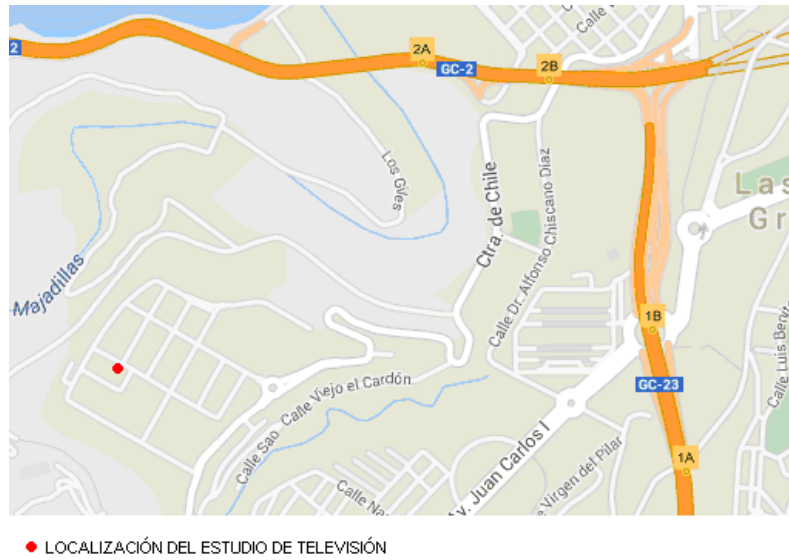 Calle
2
2A
GC-2
2B
Los Giles
Ctra. de Chile
Calle Dr. Alfonso Chiscano Díaz
Las
Gr
Majadillas
1B
GC-23
Calle Luis Benito
Calle Viejo el Cardón
Calle Sao
Av. Juan Carlos I
Virgen del Pilar
1A
Calle Na
LOCALIZACIÓN DEL ESTUDIO DE TELEVISIÓN